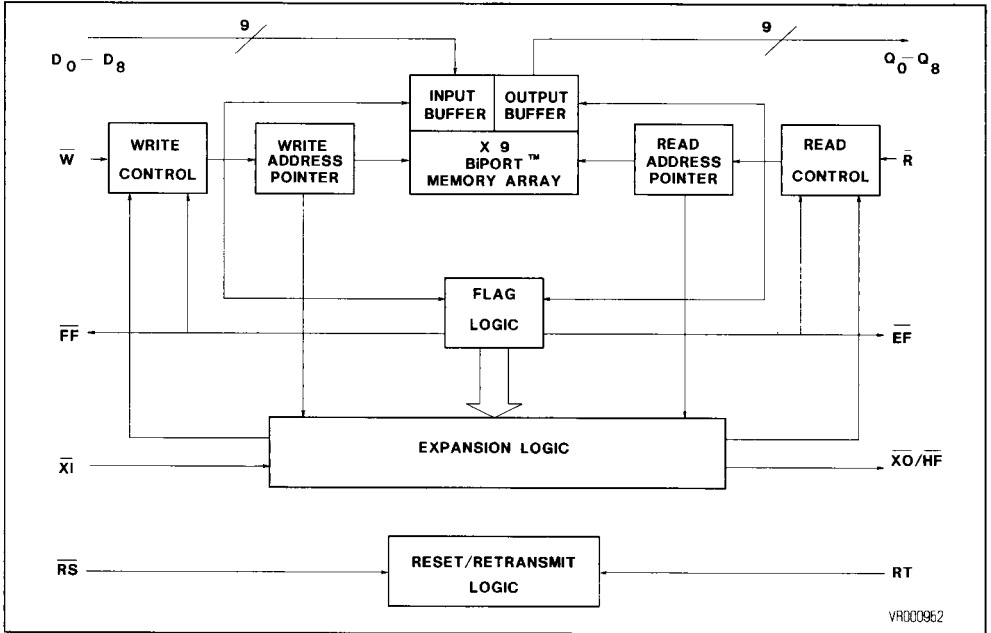 9
9
D0 – D8
Q0–Q8
INPUT BUFFER
OUTPUT BUFFER
W̅
WRITE CONTROL
WRITE ADDRESS POINTER
X 9 BiPORT™ MEMORY ARRAY
READ ADDRESS POINTER
READ CONTROL
R̅
FLAG LOGIC
F̅F̅
E̅F̅
EXPANSION LOGIC
X̅I̅
X̅O̅/H̅F̅
R̅S̅
RESET/RETRANSMIT LOGIC
RT
VR000952